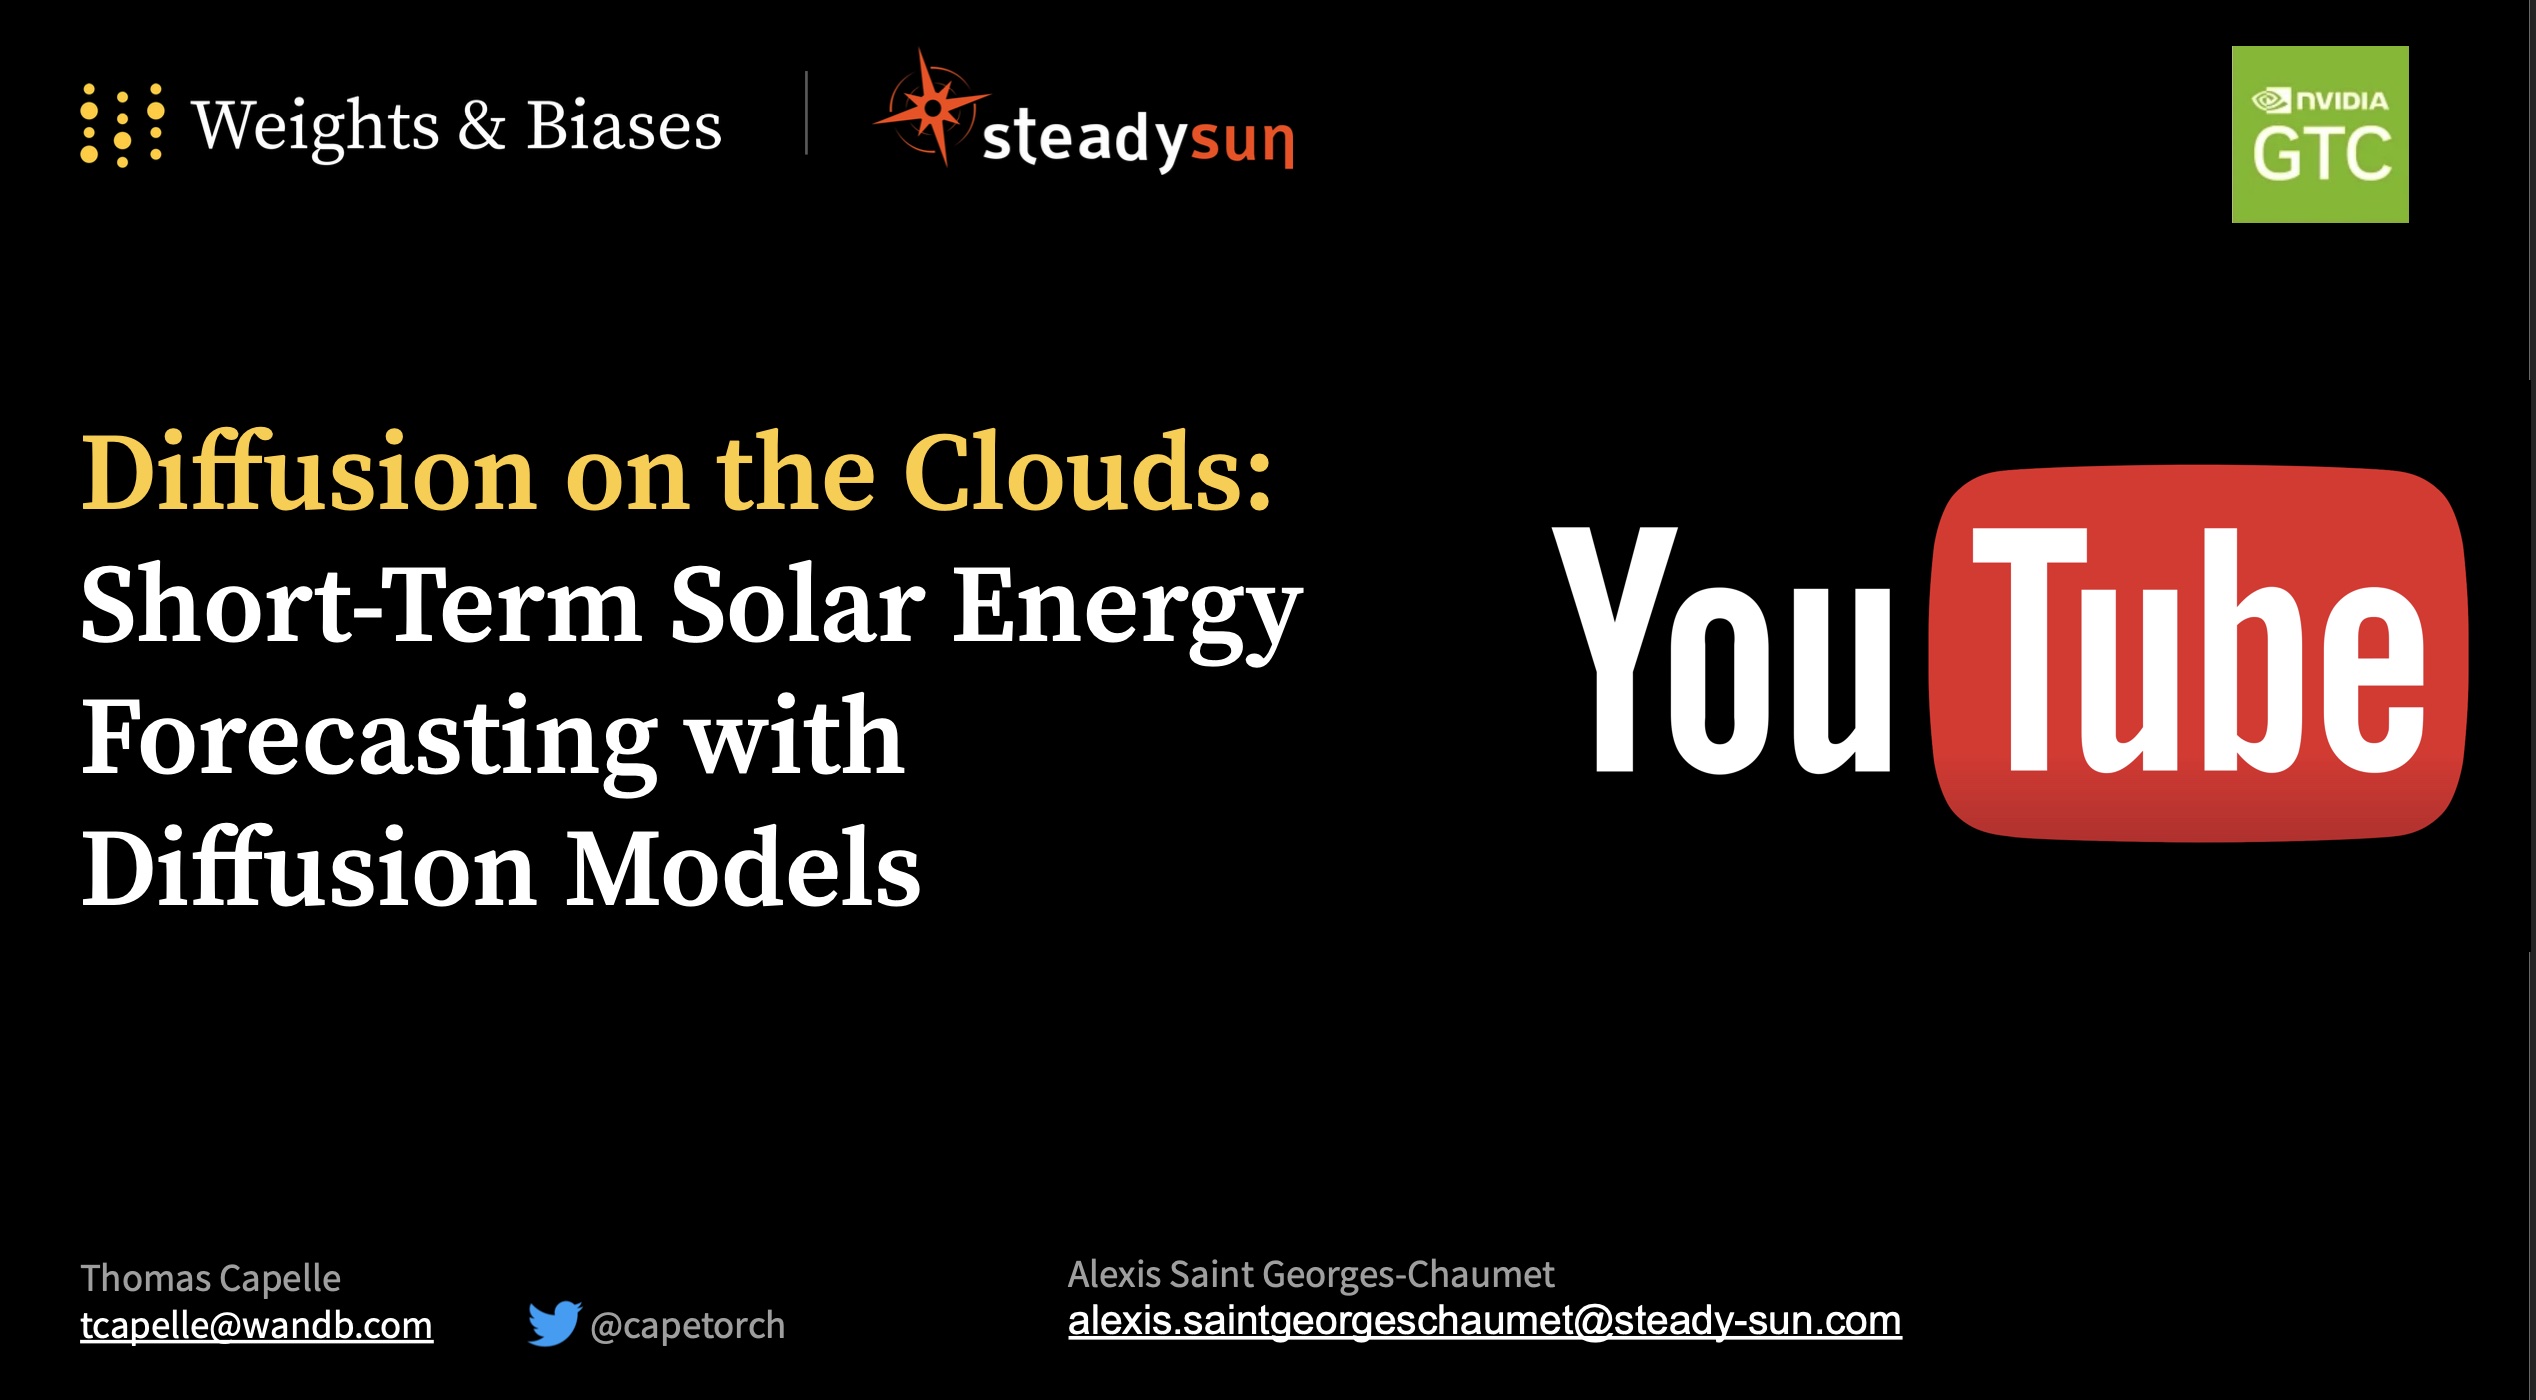 Weights & Biases
steadysun
NVIDIA
GTC
Diffusion on the Clouds:
Short-Term Solar Energy
Forecasting with
Diffusion Models
YouTube
Thomas Capelle
tcapelle@wandb.com
@capetorch
Alexis Saint Georges-Chaumet
alexis.saintgeorgeschaumet@steady-sun.com